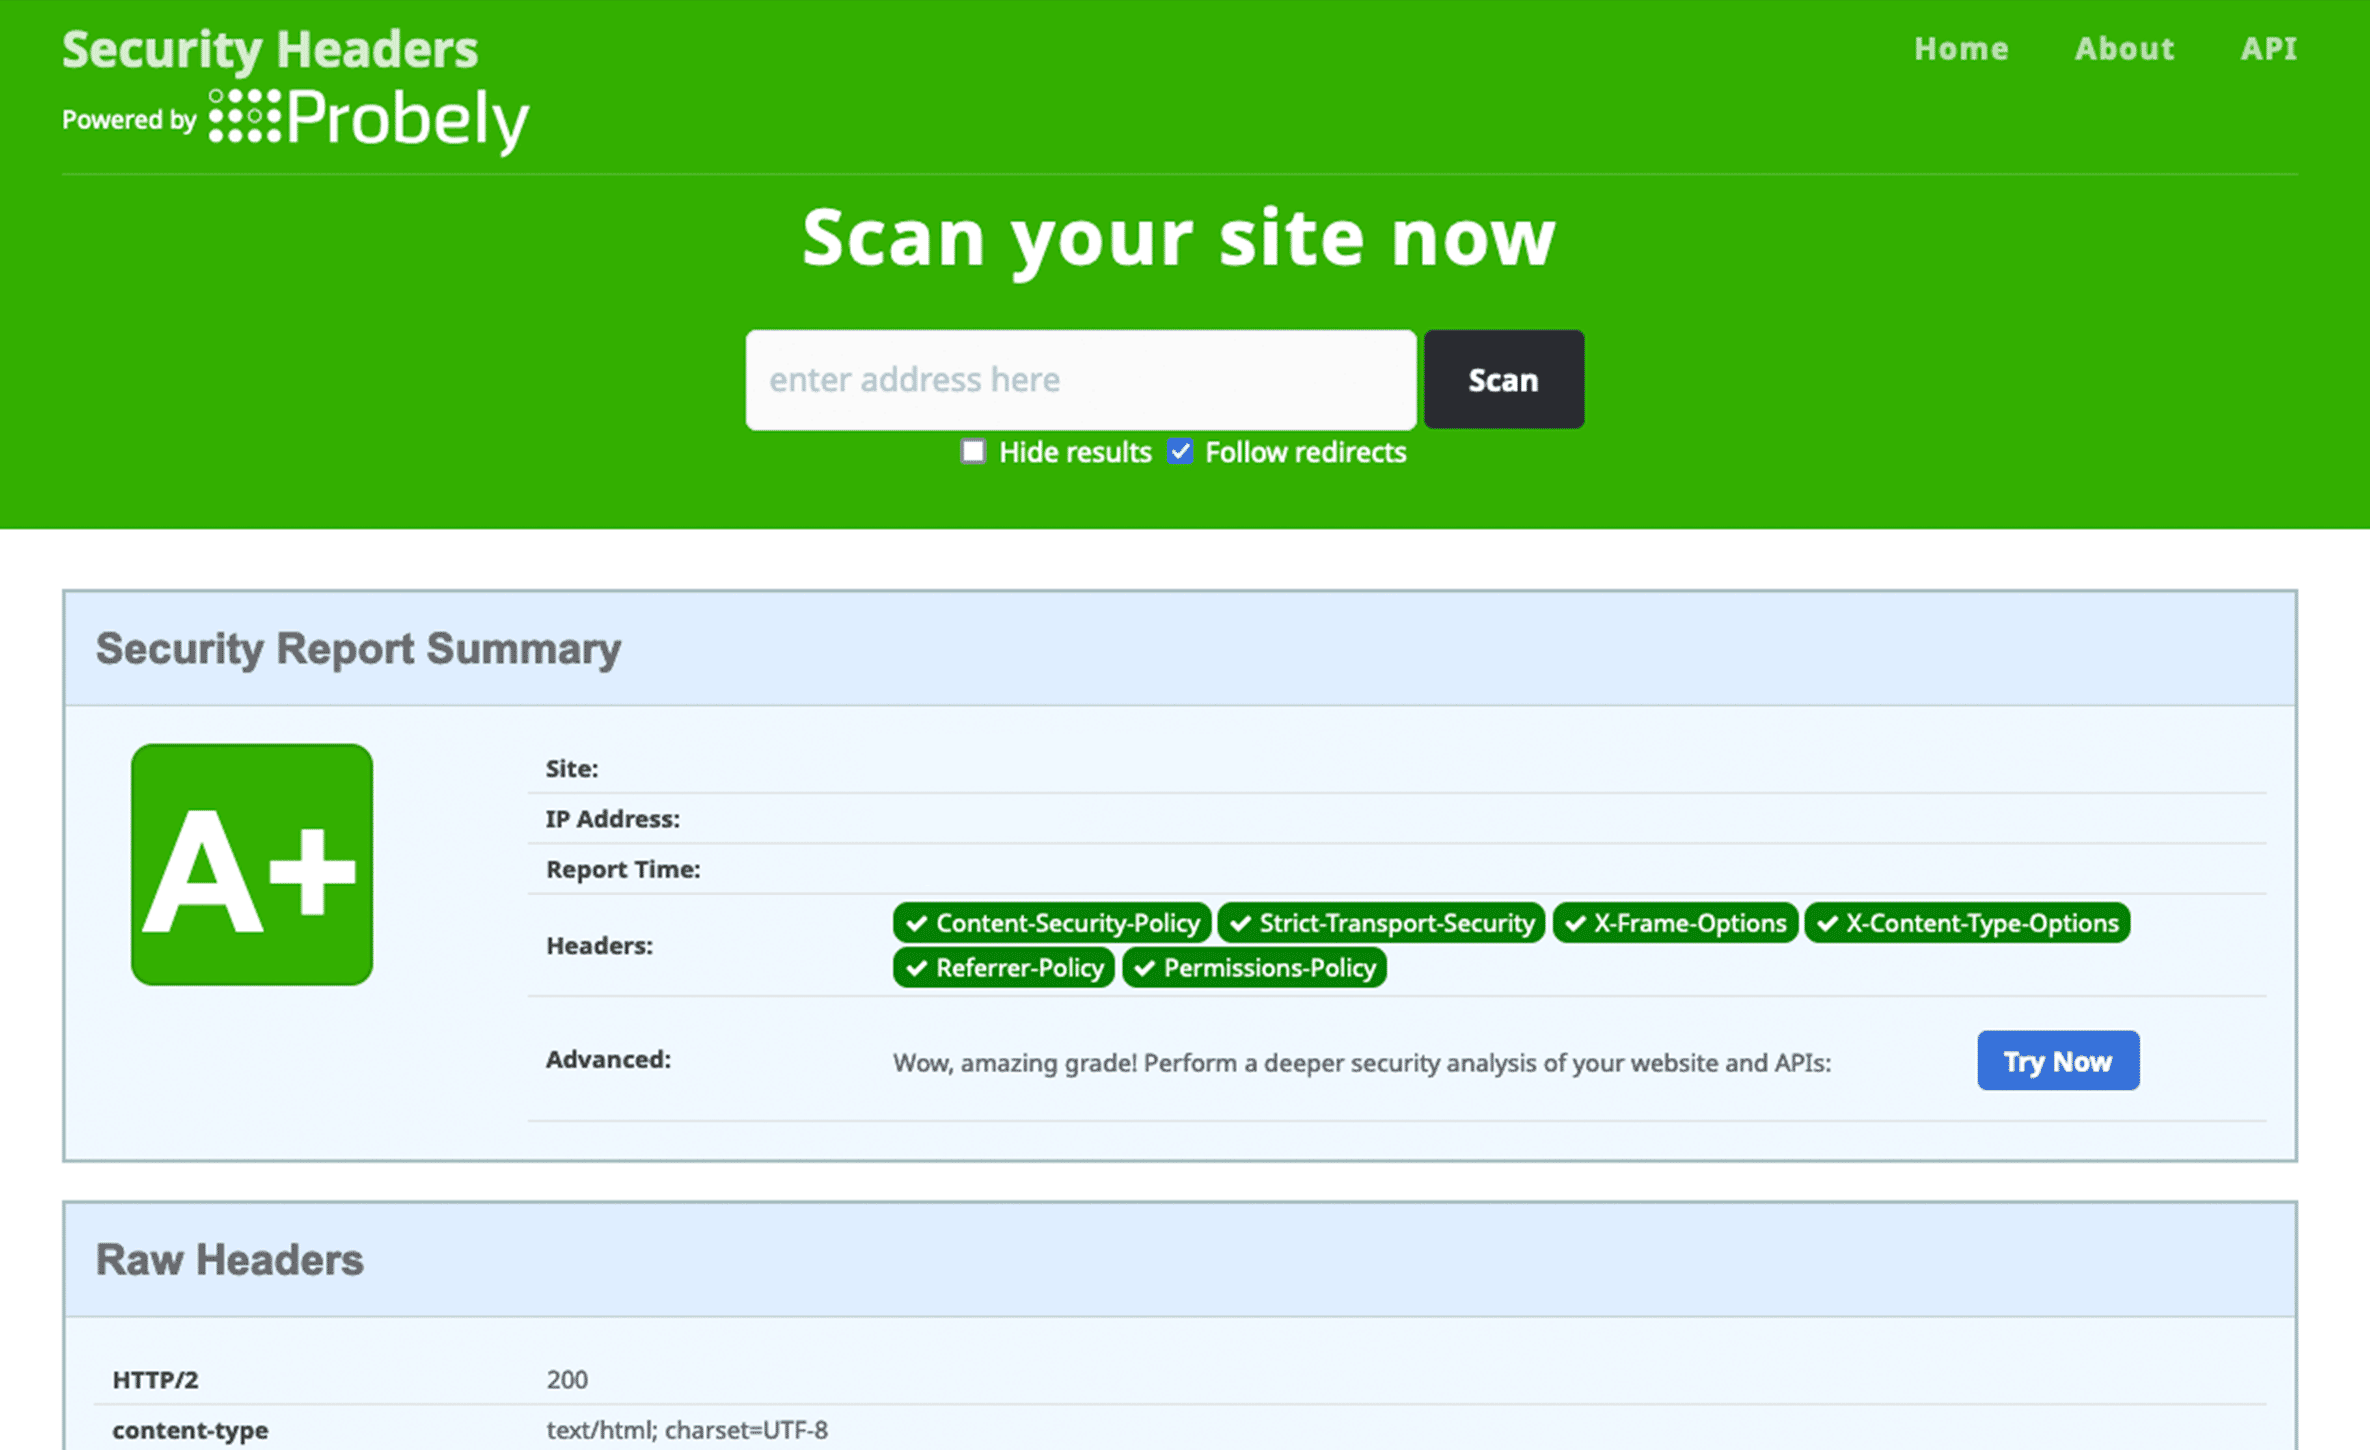 Security Headers
Home About API
Powered by Probely
Scan your site now
enter address here Scan
Hide results Follow redirects
Security Report Summary
A+
Site:
IP Address:
Report Time:
Headers: Content-Security-Policy Strict-Transport-Security X-Frame-Options X-Content-Type-Options
Referrer-Policy Permissions-Policy
Advanced: Wow, amazing grade! Perform a deeper security analysis of your website and APIs: Try Now
Raw Headers
HTTP/2 200
content-type text/html; charset=UTF-8